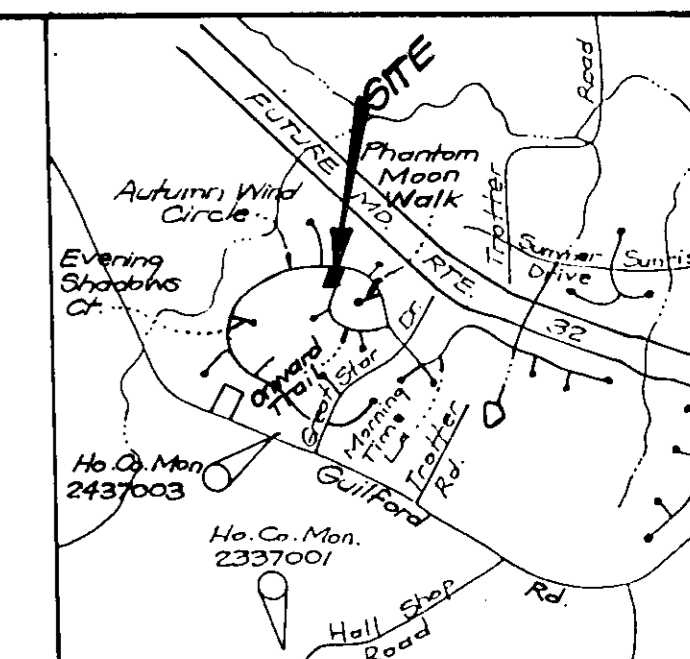 SITE
FUTURE MD. RTE. 32
Road
Trotter
Phantom
Moon
Walk
Autumn Wind
Circle
Evening
Shadows
Ct
Summer
Drive
Sunris
Onward
Trail
Great Star Dr.
Morning
Time
La
Trotter
Rd.
Ho. Co. Mon
2437003
Guilford
Rd.
Ho. Co. Mon.
2337001
Hall Shop
Road